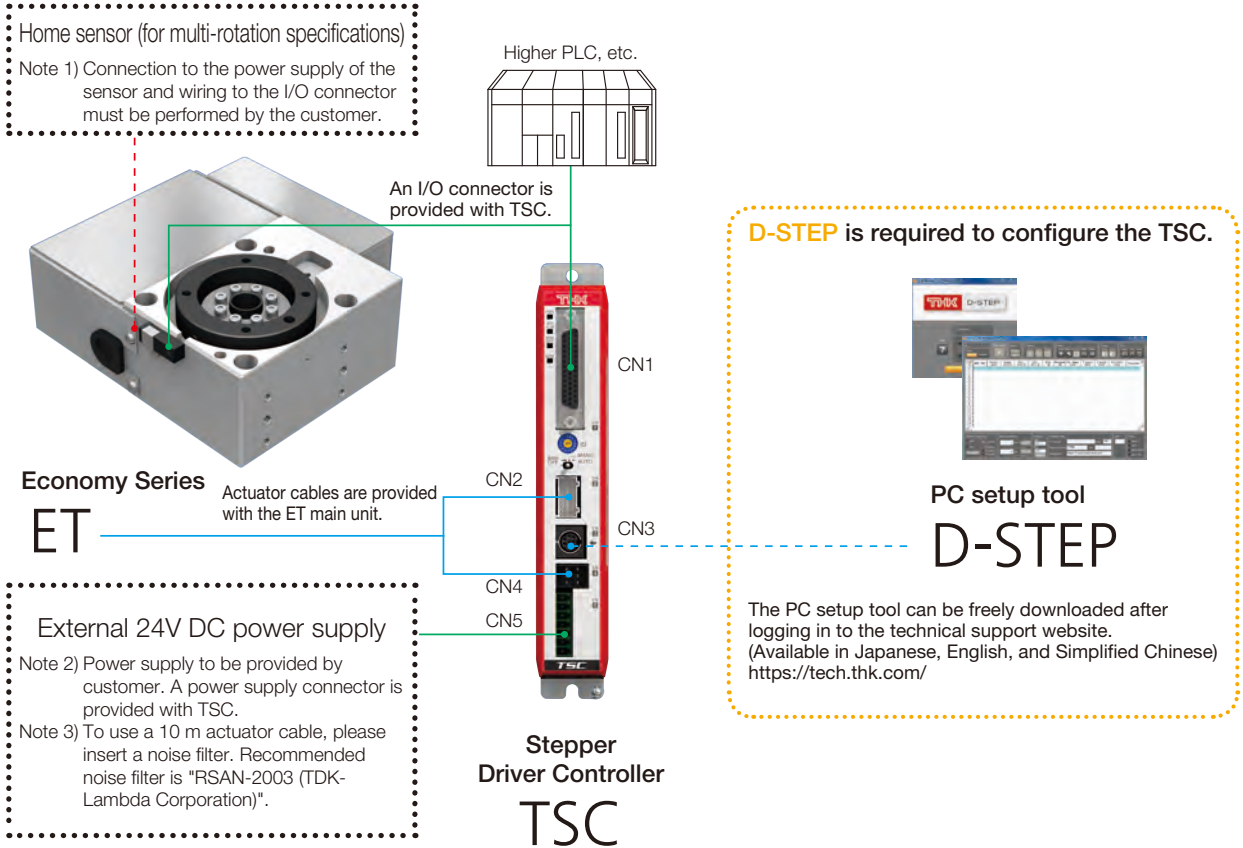 Home sensor (for multi-rotation specifications)
Note 1) Connection to the power supply of the
sensor and wiring to the I/O connector
must be performed by the customer.
Higher PLC, etc.
An I/O connector is
provided with TSC.
D-STEP is required to configure the TSC.
THK D-STEP
THK
CN1
CN2
CN3
CN4
CN5
TSC
Economy Series
ET
Actuator cables are provided
with the ET main unit.
PC setup tool
D-STEP
The PC setup tool can be freely downloaded after
logging in to the technical support website.
(Available in Japanese, English, and Simplified Chinese)
https://tech.thk.com/
External 24V DC power supply
Note 2) Power supply to be provided by
customer. A power supply connector is
provided with TSC.
Note 3) To use a 10 m actuator cable, please
insert a noise filter. Recommended
noise filter is "RSAN-2003 (TDK-
Lambda Corporation)".
Stepper
Driver Controller
TSC